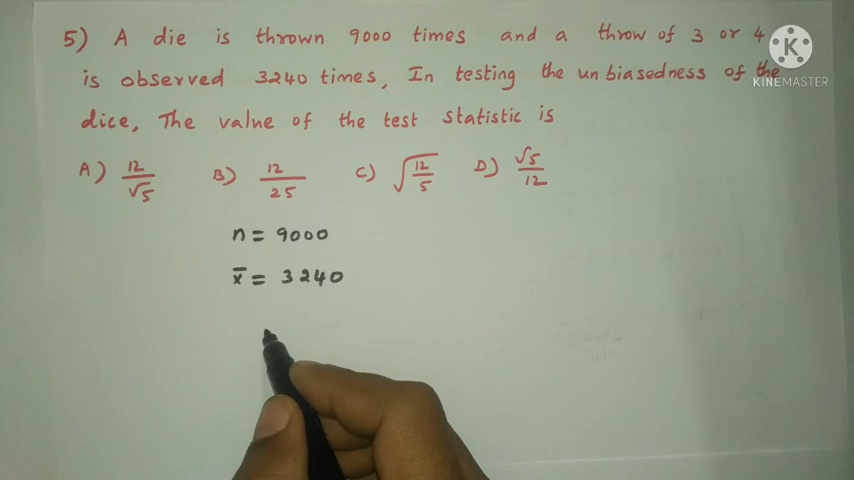 5) A die is thrown 9000 times and a throw of 3 or 4
is observed 3240 times, In testing the unbiasedness of the
dice, The value of the test statistic is
A) 12/√5 B) 12/25 C) √(12/5) D) √5/12
n = 9000
x̄ = 3240
K
KINEMASTER